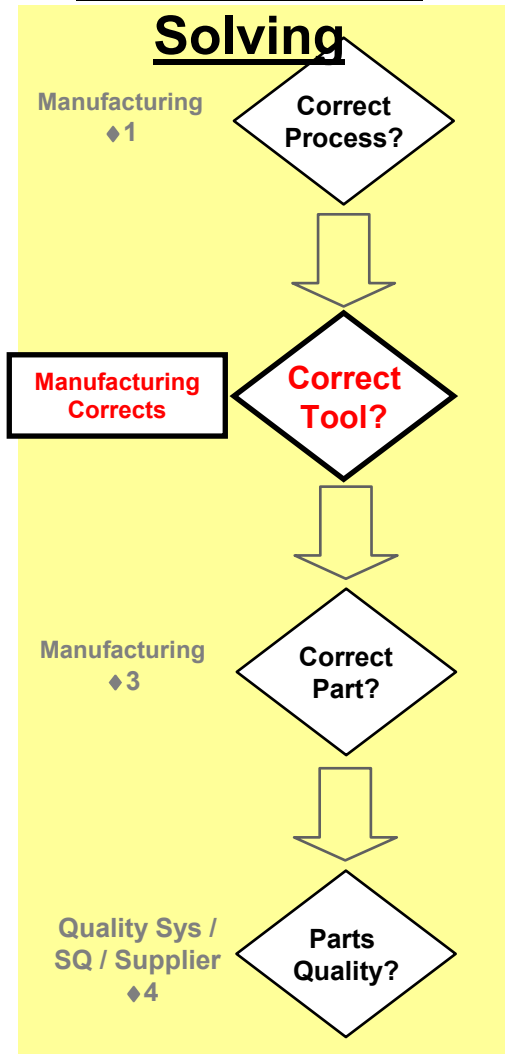 Solving
Manufacturing
♦1
Correct
Process?
Manufacturing
Corrects
Correct
Tool?
Manufacturing
♦3
Correct
Part?
Quality Sys /
SQ / Supplier
♦4
Parts
Quality?